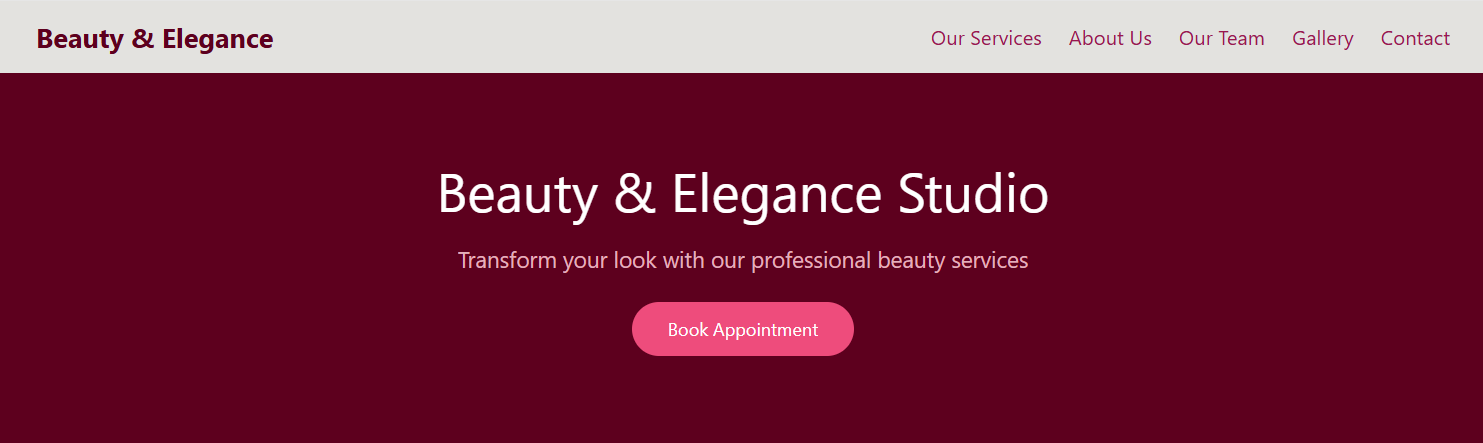 Beauty & Elegance
Our Services About Us Our Team Gallery Contact
Beauty & Elegance Studio
Transform your look with our professional beauty services
Book Appointment